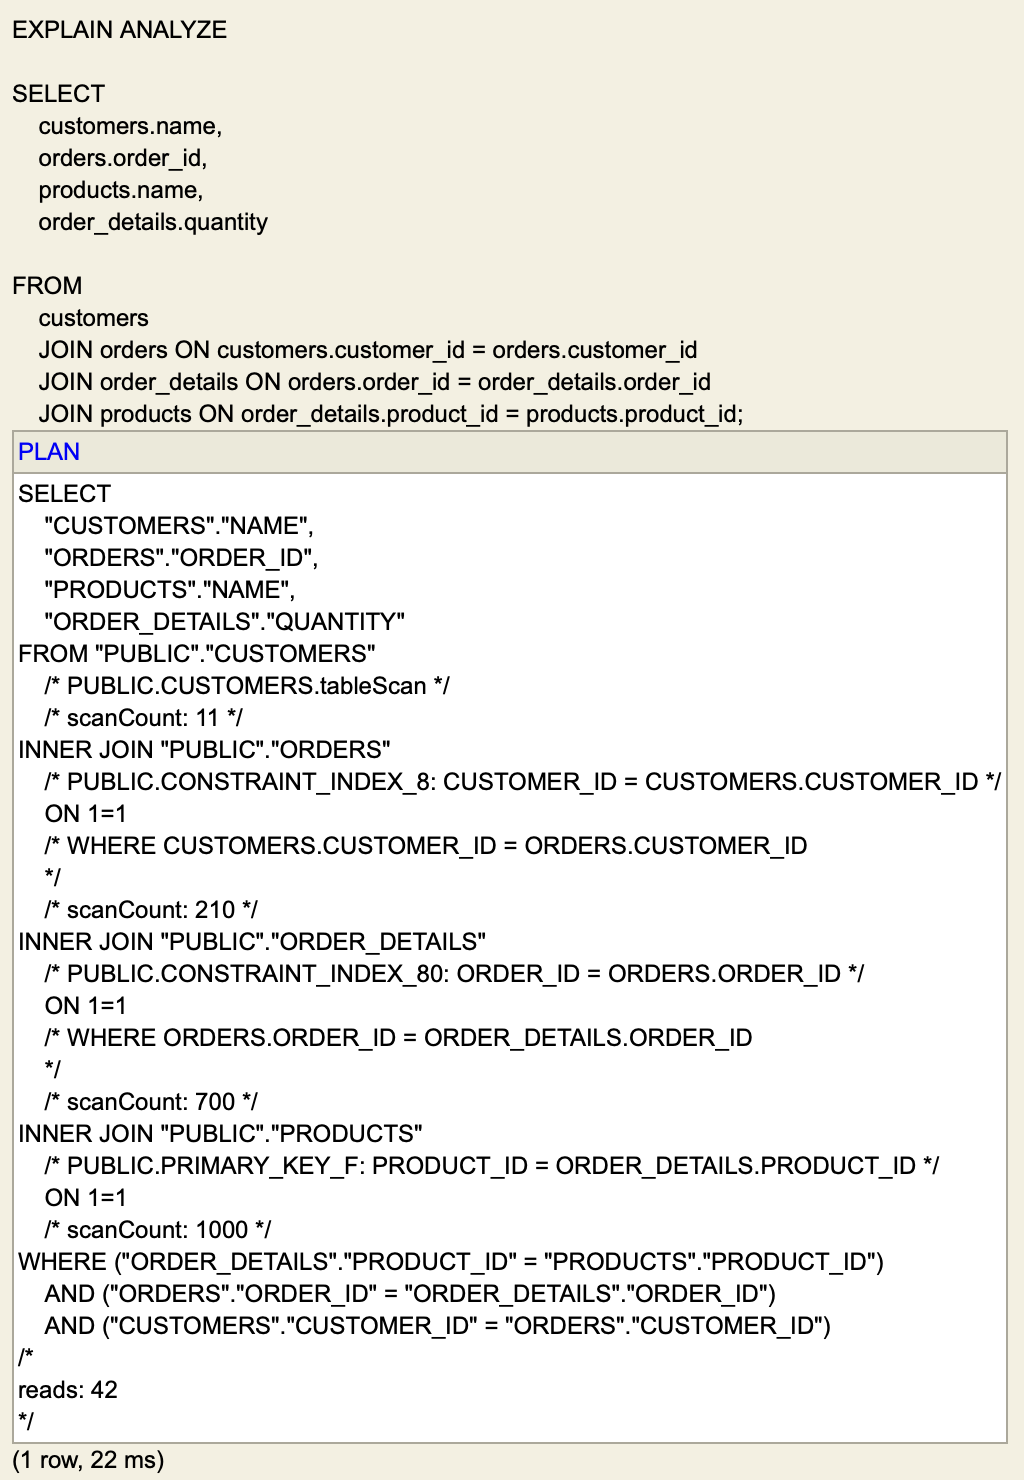 EXPLAIN ANALYZE
SELECT
customers.name,
orders.order_id,
products.name,
order_details.quantity
FROM
customers
JOIN orders ON customers.customer_id = orders.customer_id
JOIN order_details ON orders.order_id = order_details.order_id
JOIN products ON order_details.product_id = products.product_id;
PLAN
SELECT
"CUSTOMERS"."NAME",
"ORDERS"."ORDER_ID",
"PRODUCTS"."NAME",
"ORDER_DETAILS"."QUANTITY"
FROM "PUBLIC"."CUSTOMERS"
/* PUBLIC.CUSTOMERS.tableScan */
/* scanCount: 11 */
INNER JOIN "PUBLIC"."ORDERS"
/* PUBLIC.CONSTRAINT_INDEX_8: CUSTOMER_ID = CUSTOMERS.CUSTOMER_ID */
ON 1=1
/* WHERE CUSTOMERS.CUSTOMER_ID = ORDERS.CUSTOMER_ID
*/
/* scanCount: 210 */
INNER JOIN "PUBLIC"."ORDER_DETAILS"
/* PUBLIC.CONSTRAINT_INDEX_80: ORDER_ID = ORDERS.ORDER_ID */
ON 1=1
/* WHERE ORDERS.ORDER_ID = ORDER_DETAILS.ORDER_ID
*/
/* scanCount: 700 */
INNER JOIN "PUBLIC"."PRODUCTS"
/* PUBLIC.PRIMARY_KEY_F: PRODUCT_ID = ORDER_DETAILS.PRODUCT_ID */
ON 1=1
/* scanCount: 1000 */
WHERE ("ORDER_DETAILS"."PRODUCT_ID" = "PRODUCTS"."PRODUCT_ID")
AND ("ORDERS"."ORDER_ID" = "ORDER_DETAILS"."ORDER_ID")
AND ("CUSTOMERS"."CUSTOMER_ID" = "ORDERS"."CUSTOMER_ID")
/*
reads: 42
*/
(1 row, 22 ms)